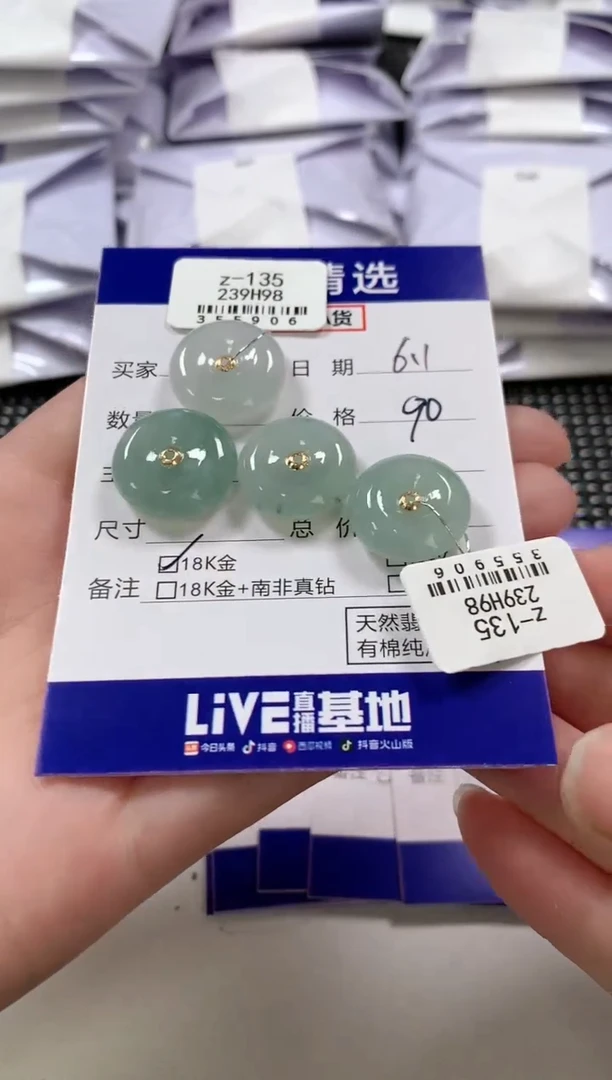 z-135
239H98
355906
精选
货
买家
日 期 6.1
数量
价 格 90
尺寸
总 价
18K金
备注 18K金+南非真钻
天然翡
有棉纯
z-135
239H98
355906
LiVE直播基地
今日头条 抖音 西瓜视频 抖音火山版